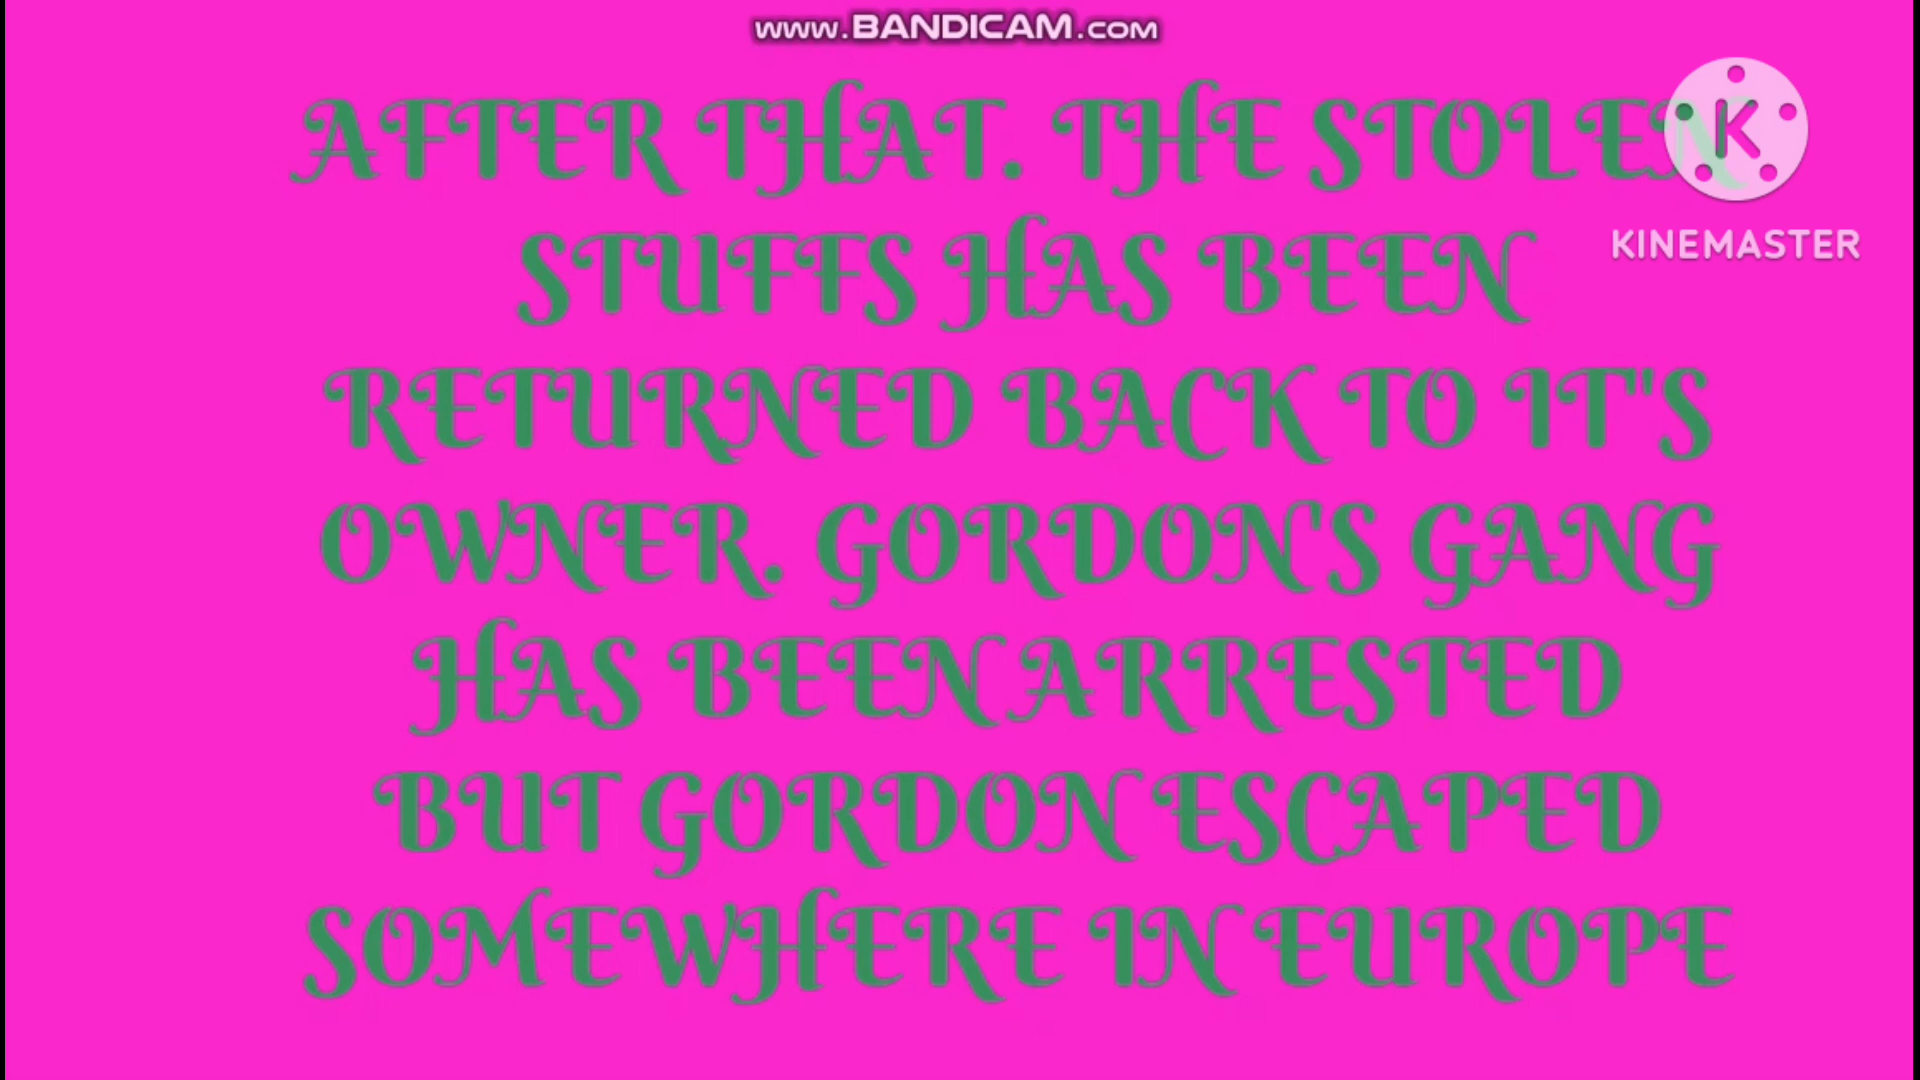 www.BANDICAM.com
AFTER THAT. THE STOLEN
STUFFS HAS BEEN
RETURNED BACK TO IT"S
OWNER. GORDON'S GANG
HAS BEEN ARRESTED
BUT GORDON ESCAPED
SOMEWHERE IN EUROPE
K
KINEMASTER